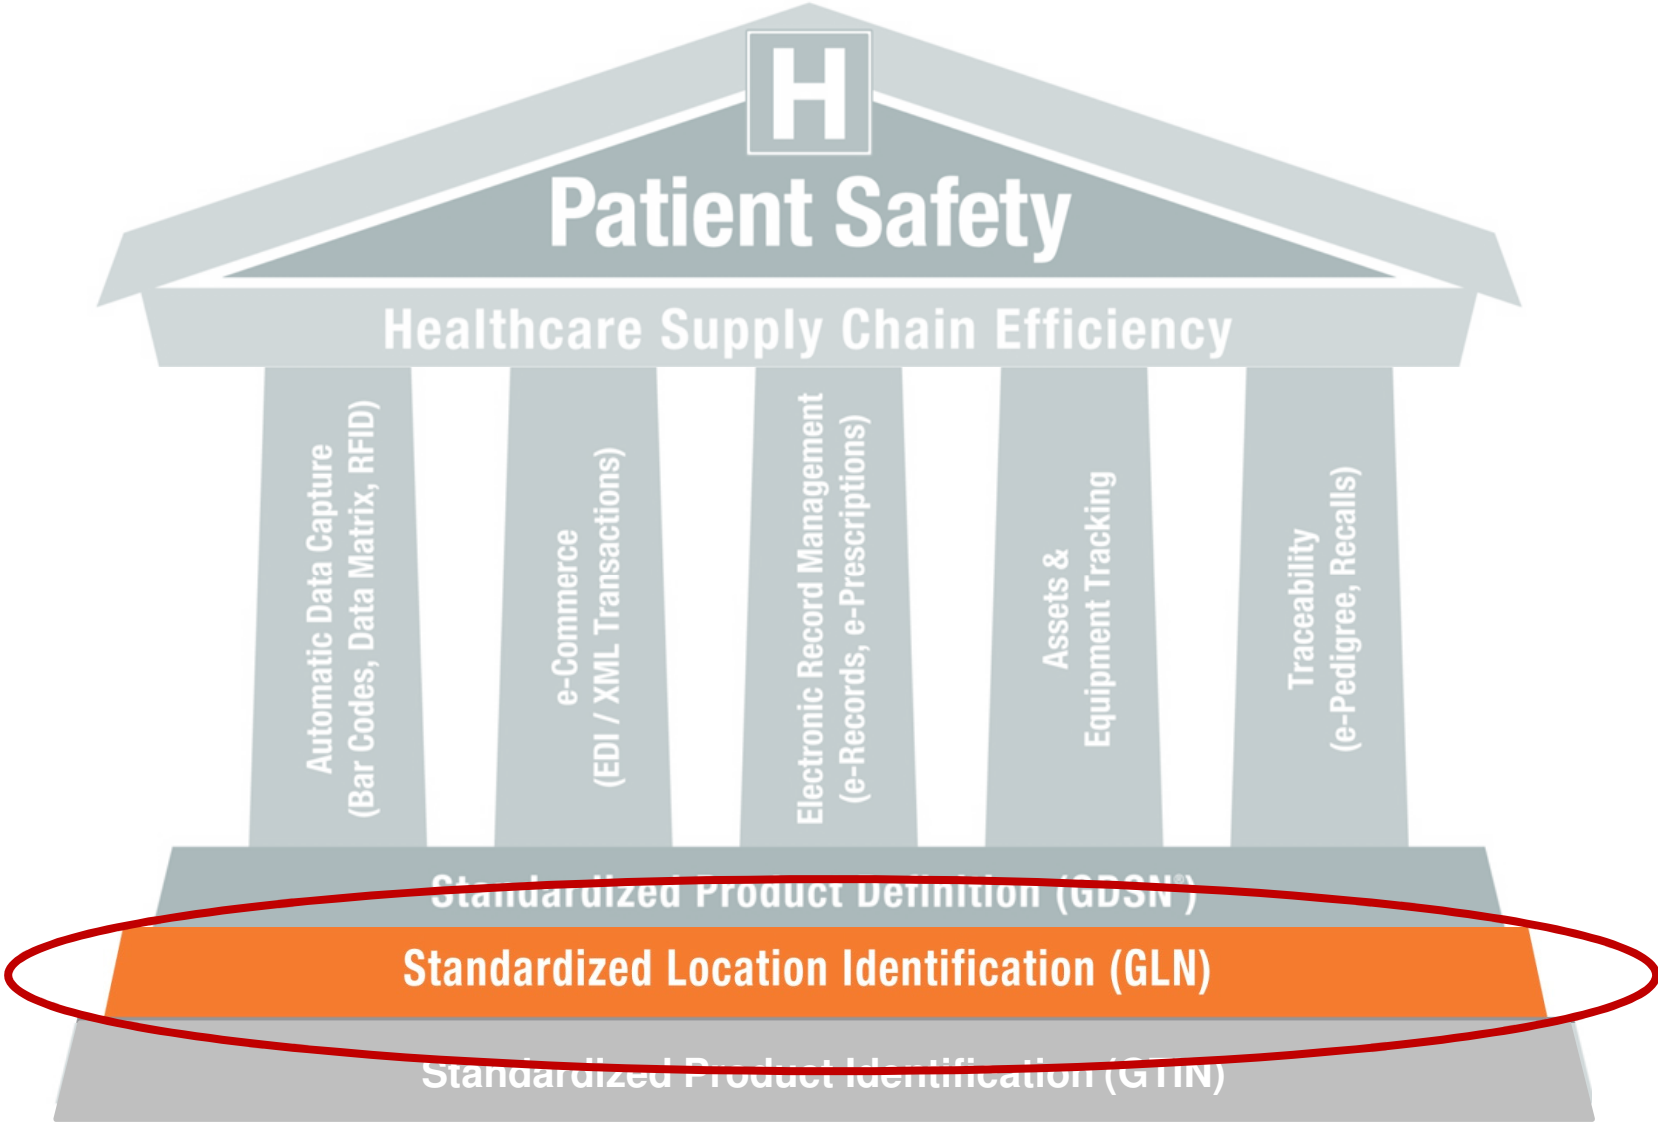 H
Patient Safety
Healthcare Supply Chain Efficiency
Automatic Data Capture
(Bar Codes, Data Matrix, RFID)
e-Commerce
(EDI / XML Transactions)
Electronic Record Management
(e-Records, e-Prescriptions)
Assets &
Equipment Tracking
Traceability
(e-Pedigree, Recalls)
Standardized Product Definition (GDSN®)
Standardized Location Identification (GLN)
Standardized Product Identification (GTIN)